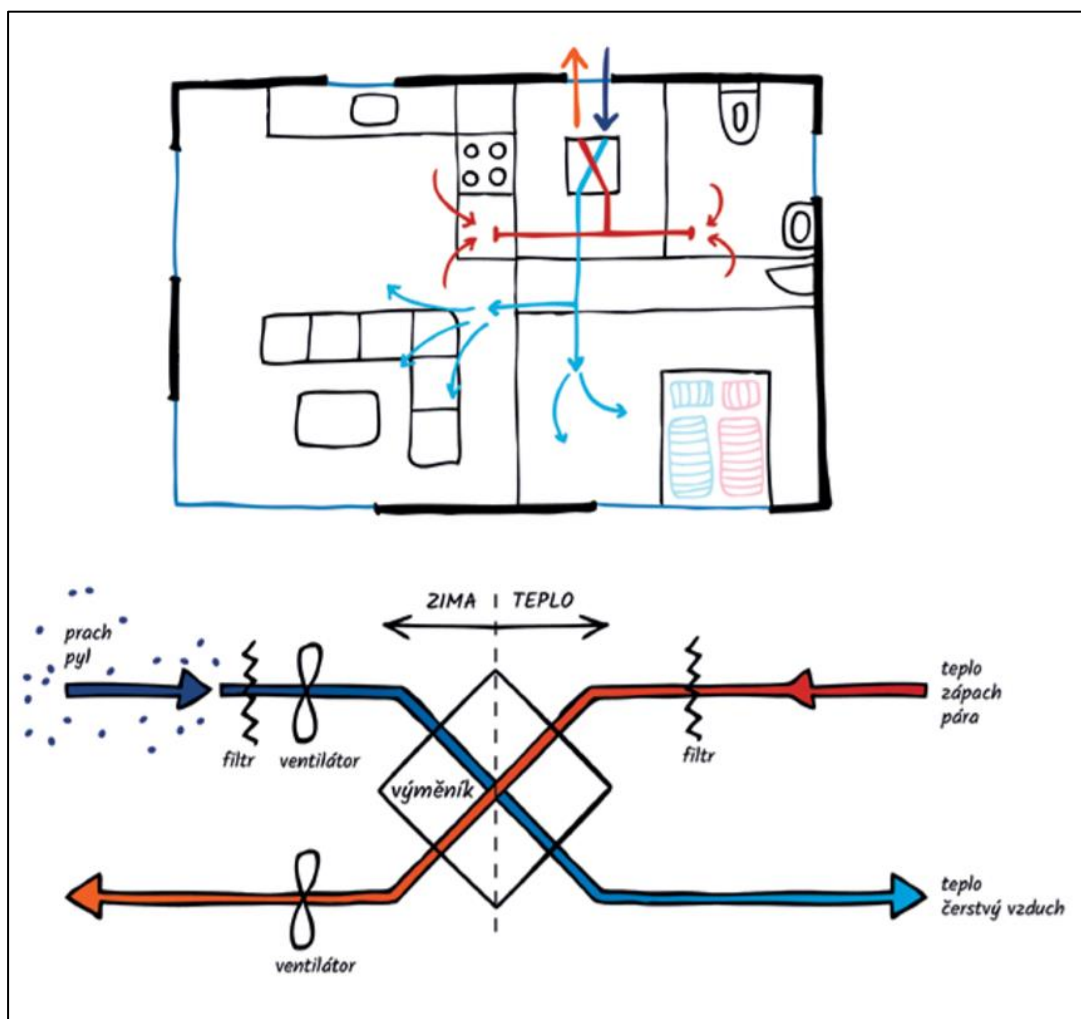 ZIMA TEPLO
prach
pyl
teplo
zápach
pára
filtr
ventilátor
filtr
výměník
teplo
čerstvý vzduch
ventilátor